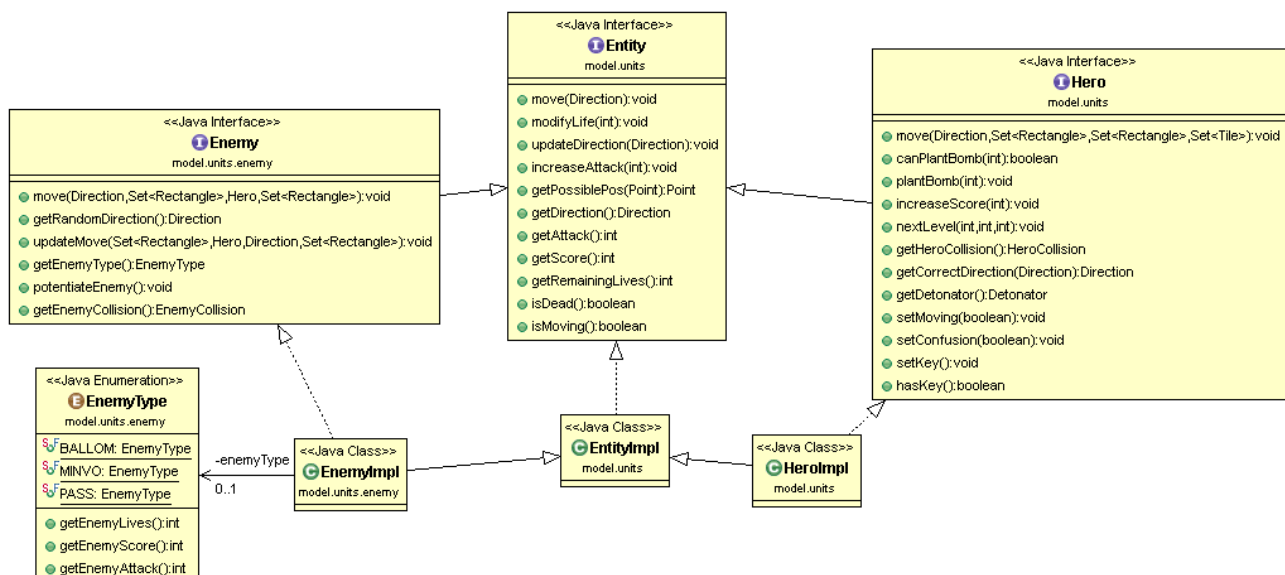 <<Java Interface>>
Entity
model.units
move(Direction):void
modifyLife(int):void
updateDirection(Direction):void
increaseAttack(int):void
getPossiblePos(Point):Point
getDirection():Direction
getAttack():int
getScore():int
getRemainingLives():int
isDead():boolean
isMoving():boolean
<<Java Interface>>
Hero
model.units
move(Direction,Set<Rectangle>,Set<Rectangle>,Set<Tile>):void
canPlantBomb(int):boolean
plantBomb(int):void
increaseScore(int):void
nextLevel(int,int,int):void
getHeroCollision():HeroCollision
getCorrectDirection(Direction):Direction
getDetonator():Detonator
setMoving(boolean):void
setConfusion(boolean):void
setKey():void
hasKey():boolean
<<Java Interface>>
Enemy
model.units.enemy
move(Direction,Set<Rectangle>,Hero,Set<Rectangle>):void
getRandomDirection():Direction
updateMove(Set<Rectangle>,Hero,Direction,Set<Rectangle>):void
getEnemyType():EnemyType
potentiateEnemy():void
getEnemyCollision():EnemyCollision
<<Java Enumeration>>
EnemyType
model.units.enemy
BALLOM: EnemyType
MINVO: EnemyType
PASS: EnemyType
getEnemyLives():int
getEnemyScore():int
getEnemyAttack():int
-enemyType
0..1
<<Java Class>>
EnemyImpl
model.units.enemy
<<Java Class>>
EntityImpl
model.units
<<Java Class>>
HeroImpl
model.units